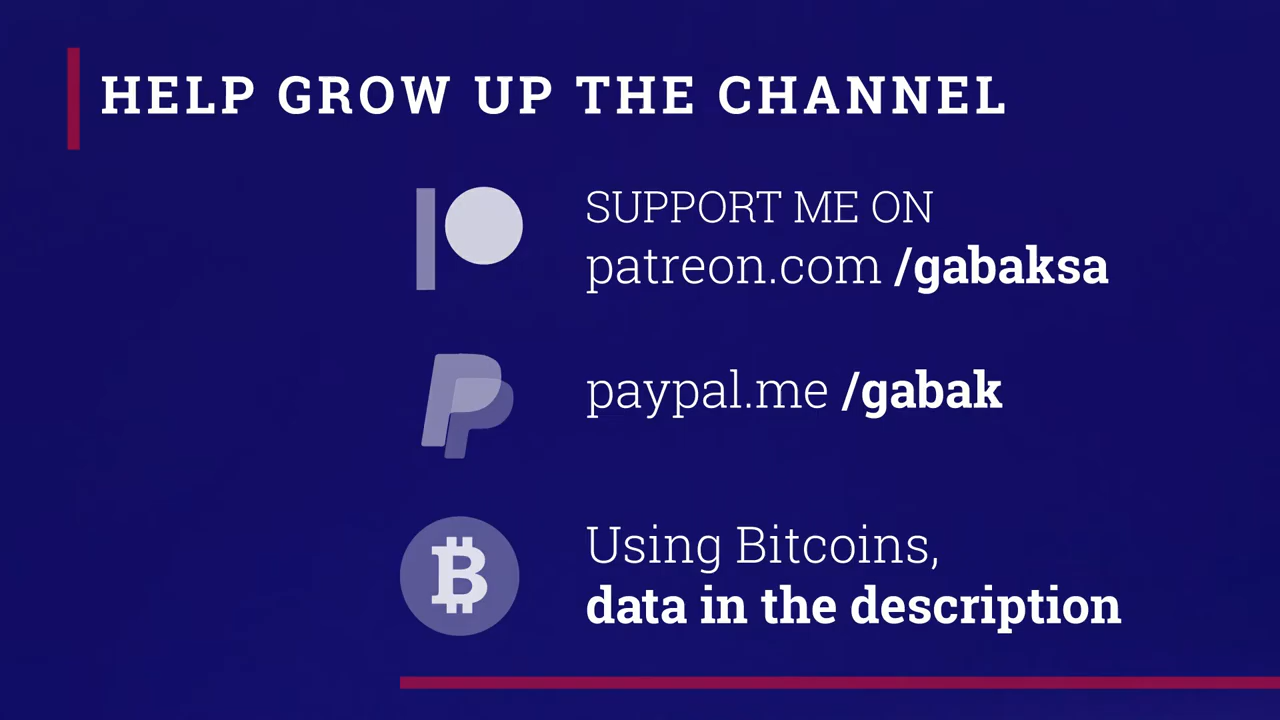 HELP GROW UP THE CHANNEL
SUPPORT ME ON
patreon.com /gabaksa
paypal.me /gabak
Using Bitcoins,
data in the description